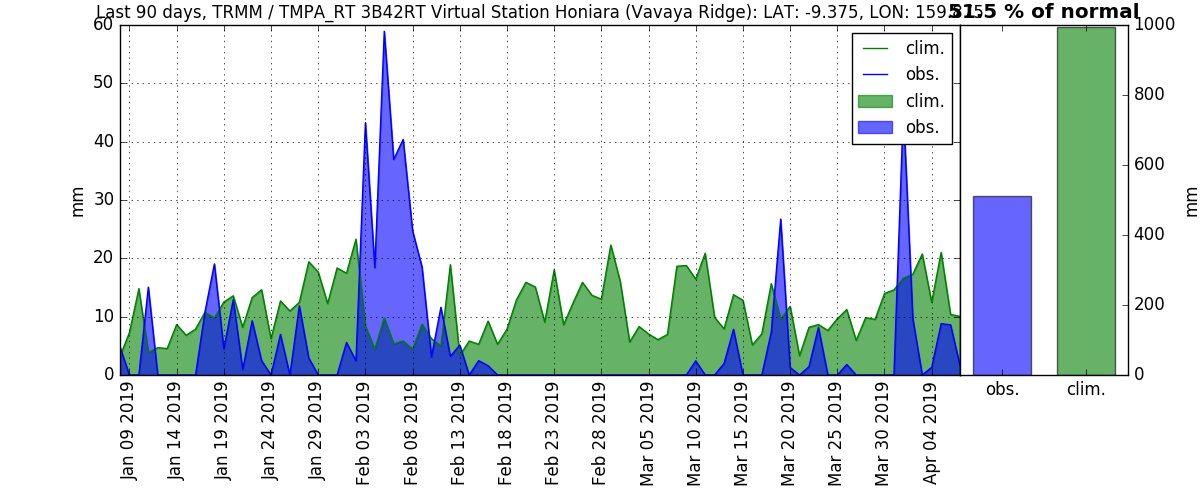 Last 90 days, TRMM / TMPA_RT 3B42RT Virtual Station Honiara (Vavaya Ridge): LAT: -9.375, LON:
51.5 % of normal
60
50
40
30
20
10
0
mm
clim.
obs.
clim.
obs.
1000
800
600
400
200
0
mm
obs.
clim.
Jan 09 2019
Jan 14 2019
Jan 19 2019
Jan 24 2019
Jan 29 2019
Feb 03 2019
Feb 08 2019
Feb 13 2019
Feb 18 2019
Feb 23 2019
Feb 28 2019
Mar 05 2019
Mar 10 2019
Mar 15 2019
Mar 20 2019
Mar 25 2019
Mar 30 2019
Apr 04 2019